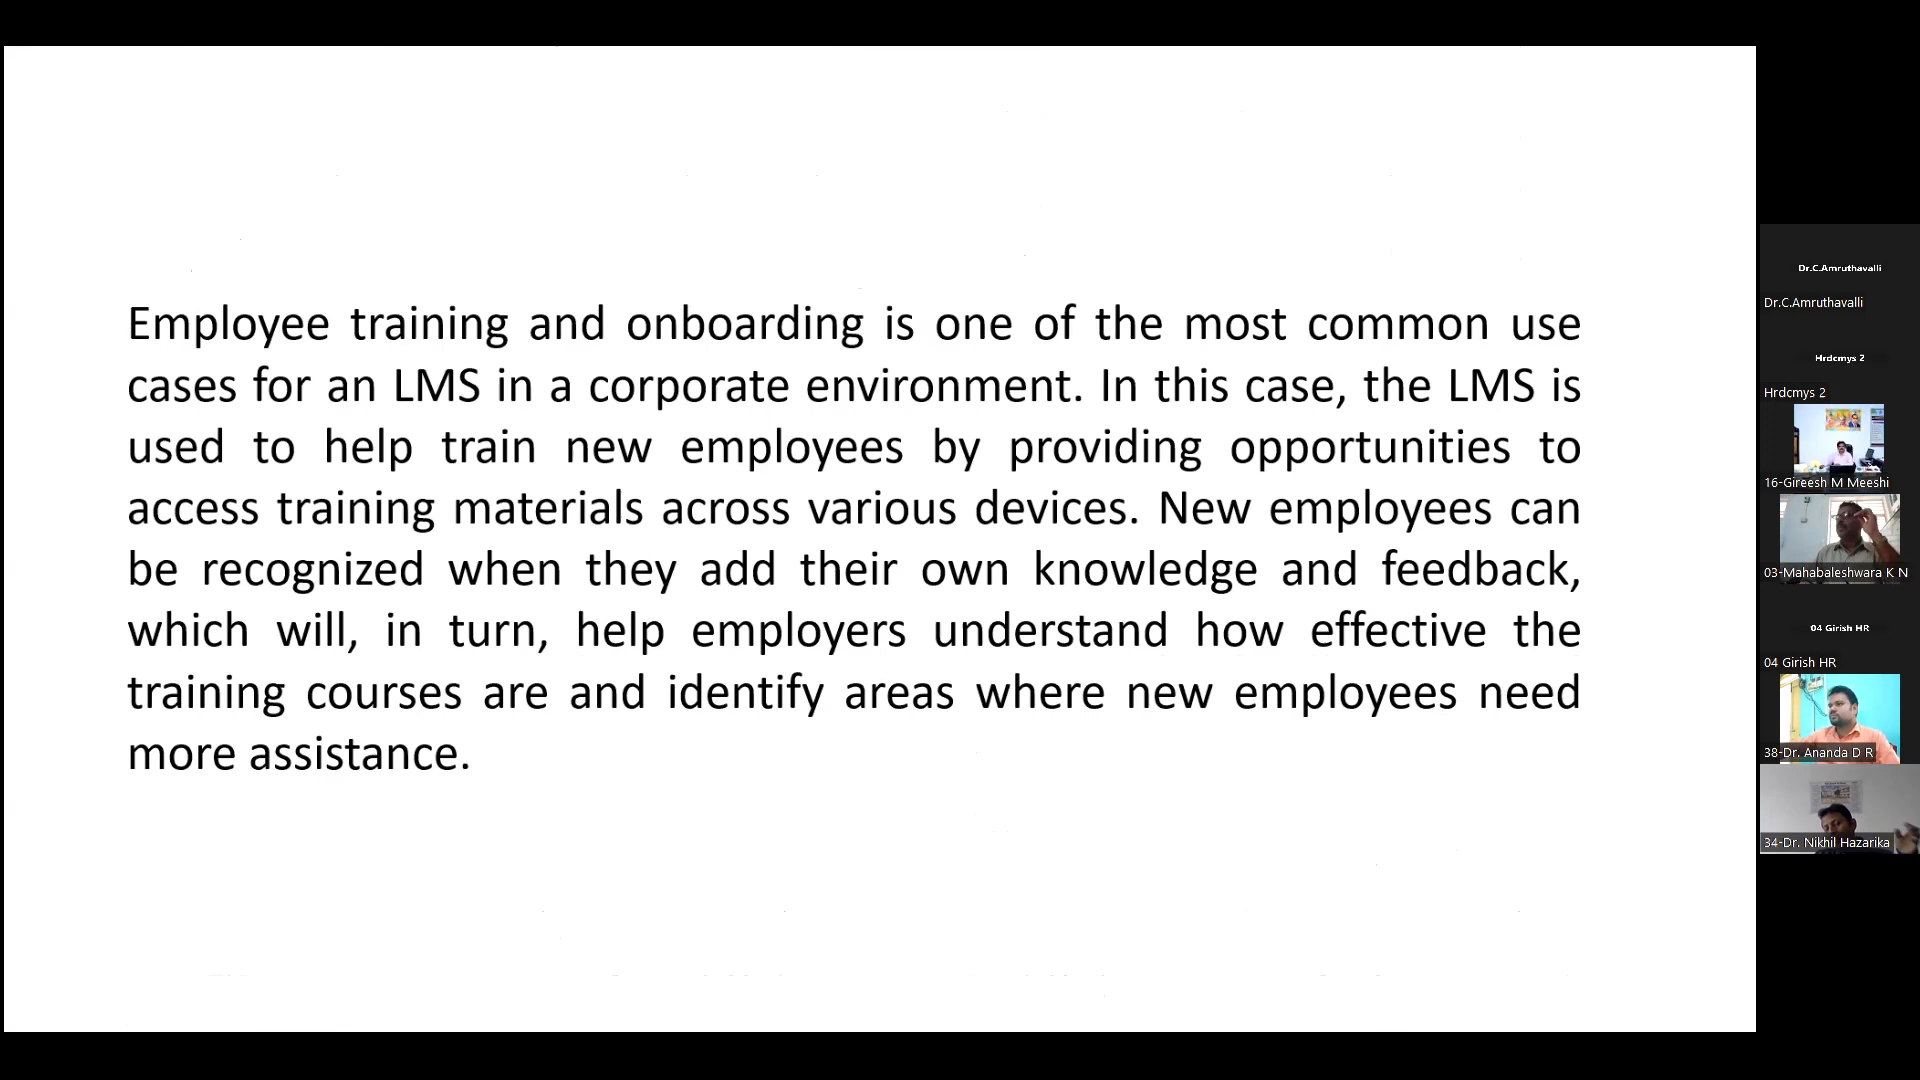 Employee training and onboarding is one of the most common use
cases for an LMS in a corporate environment. In this case, the LMS is
used to help train new employees by providing opportunities to
access training materials across various devices. New employees can
be recognized when they add their own knowledge and feedback,
which will, in turn, help employers understand how effective the
training courses are and identify areas where new employees need
more assistance.
Dr.C.Amruthavalli
Dr.C.Amruthavalli
Hrdcmys 2
Hrdcmys 2
16-Gireesh M Meeshi
03-Mahabaleshwara K N
04 Girish HR
04 Girish HR
38-Dr. Ananda D R
34-Dr. Nikhil Hazarika